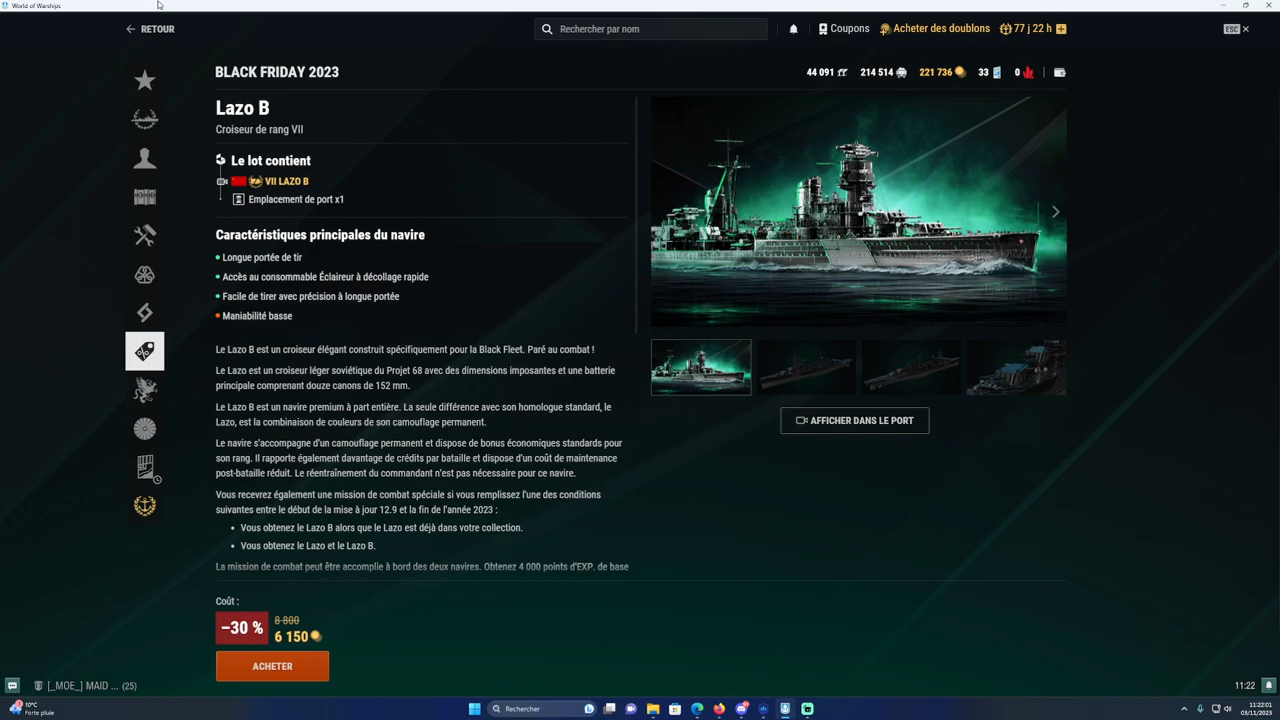 World of Warships
RETOUR
Rechercher par nom
Coupons
Acheter des doublons
77 j 22 h
ESC
BLACK FRIDAY 2023
44 091
214 514
221 736
33
0
Lazo B
Croiseur de rang VII
Le lot contient
VII LAZO B
Emplacement de port x1
Caractéristiques principales du navire
Longue portée de tir
Accès au consommable Éclaireur à décollage rapide
Facile de tirer avec précision à longue portée
Maniabilité basse
Le Lazo B est un croiseur élégant construit spécifiquement pour la Black Fleet. Paré au combat !
Le Lazo est un croiseur léger soviétique du Projet 68 avec des dimensions imposantes et une batterie
principale comprenant douze canons de 152 mm.
Le Lazo B est un navire premium à part entière. La seule différence avec son homologue standard, le
Lazo, est la combinaison de couleurs de son camouflage permanent.
Le navire s'accompagne d'un camouflage permanent et dispose de bonus économiques standards pour
son rang. Il rapporte également davantage de crédits par bataille et dispose d'un coût de maintenance
post-bataille réduit. Le réentraînement du commandant n'est pas nécessaire pour ce navire.
Vous recevrez également une mission de combat spéciale si vous remplissez l'une des conditions
suivantes entre le début de la mise à jour 12.9 et la fin de l'année 2023 :
• Vous obtenez le Lazo B alors que le Lazo est déjà dans votre collection.
• Vous obtenez le Lazo et le Lazo B.
La mission de combat peut être accomplie à bord des deux navires. Obtenez 4 000 points d'EXP. de base
AFFICHER DANS LE PORT
Coût :
−30 %
8 800
6 150
ACHETER
[_MOE_] MAID ... (25)
11:22
10°C
Forte pluie
Rechercher
11:22:01
03/11/2023